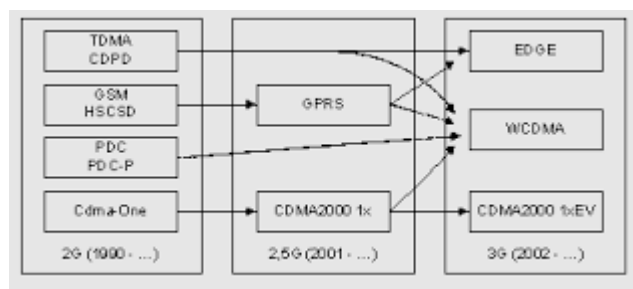 TDMA
CDPD
GSM
HSCSD
PDC
PDC-P
Cdma-One
2G (1990 - ...)
GPRS
CDMA2000 1x
2,5G (2001 - ...)
EDGE
WCDMA
CDMA2000 1xEV
3G (2002 - ...)